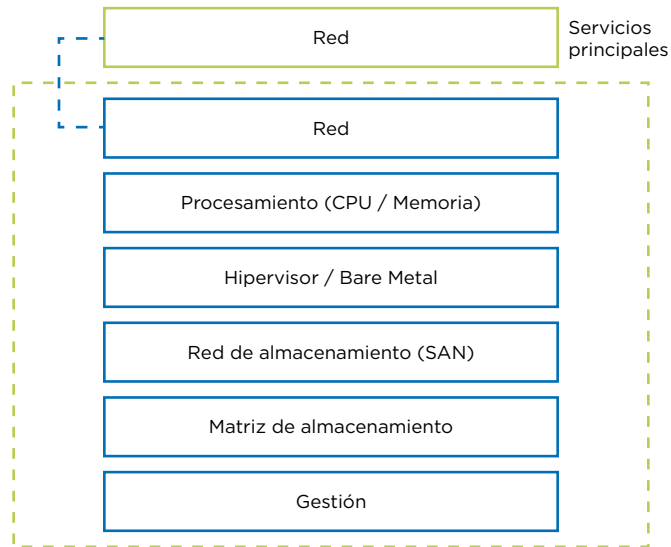 Red
Servicios
principales
Red
Procesamiento (CPU / Memoria)
Hipervisor / Bare Metal
Red de almacenamiento (SAN)
Matriz de almacenamiento
Gestión